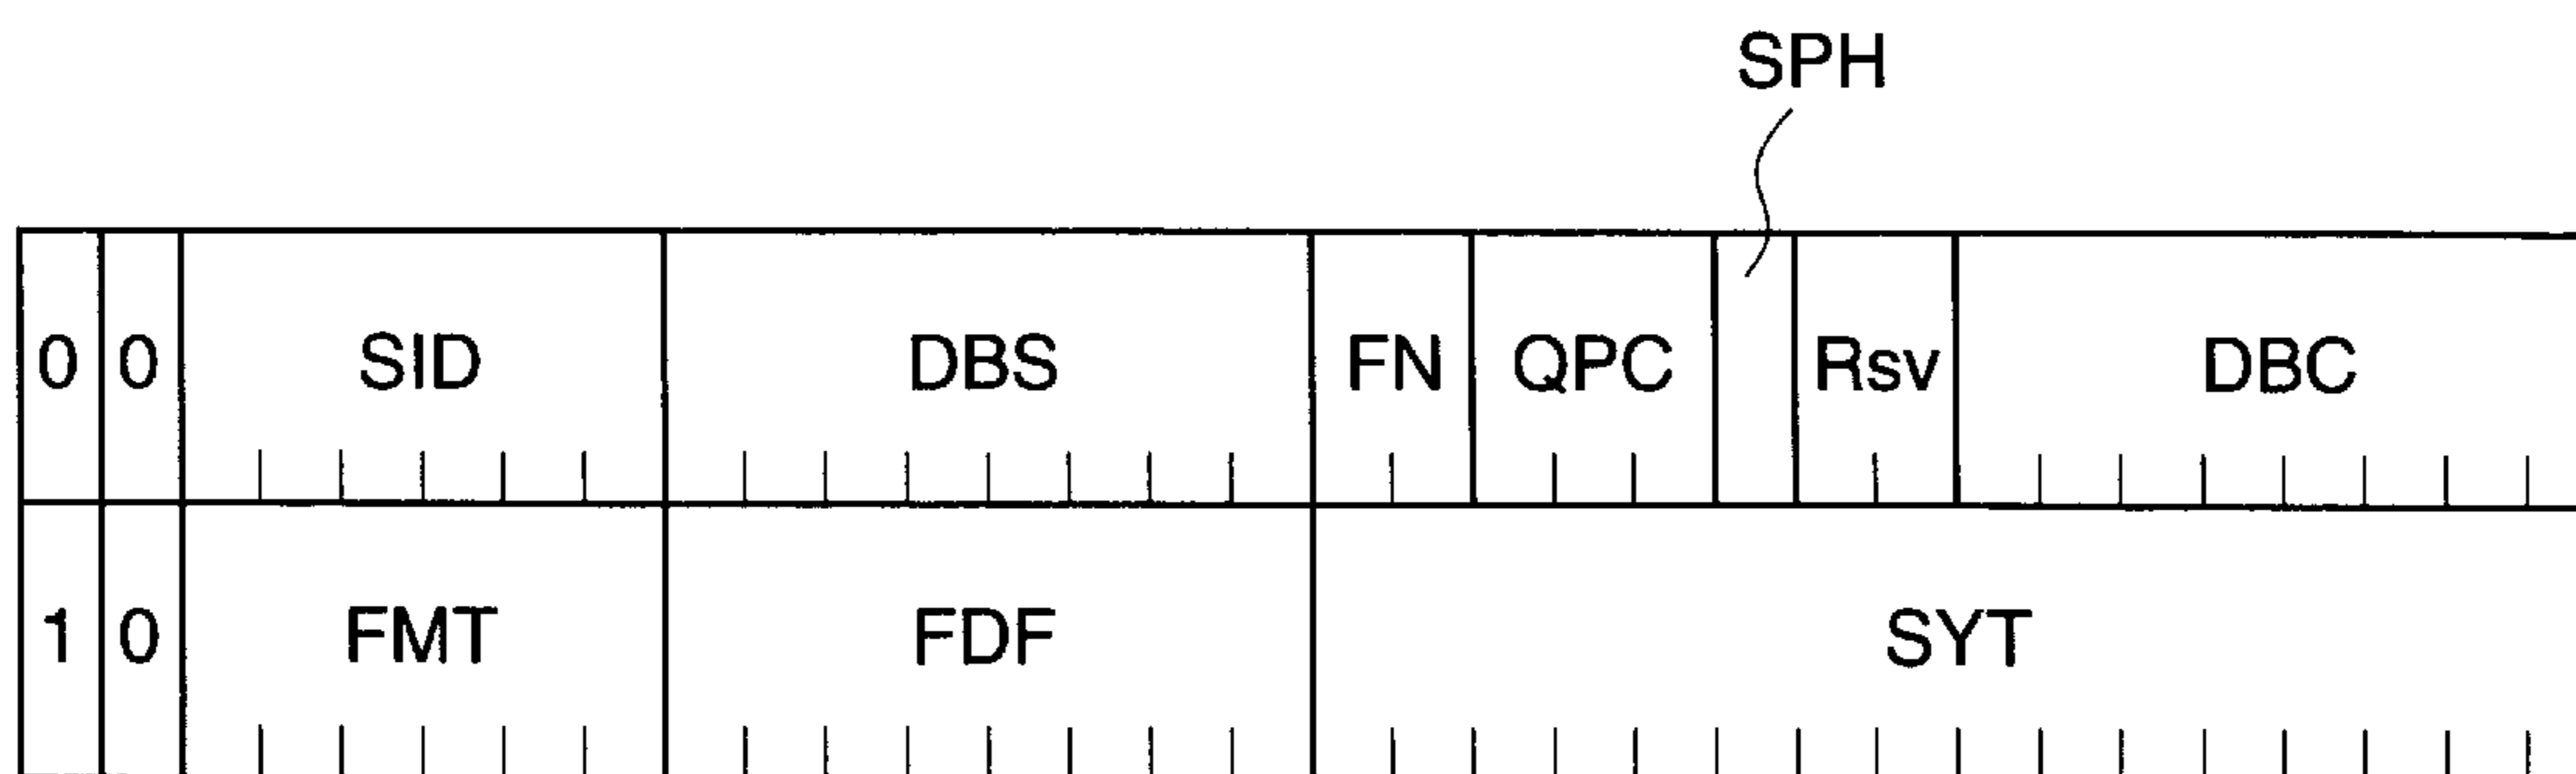 SPH
0 0 SID DBS FN QPC Rsv DBC
1 0 FMT FDF SYT